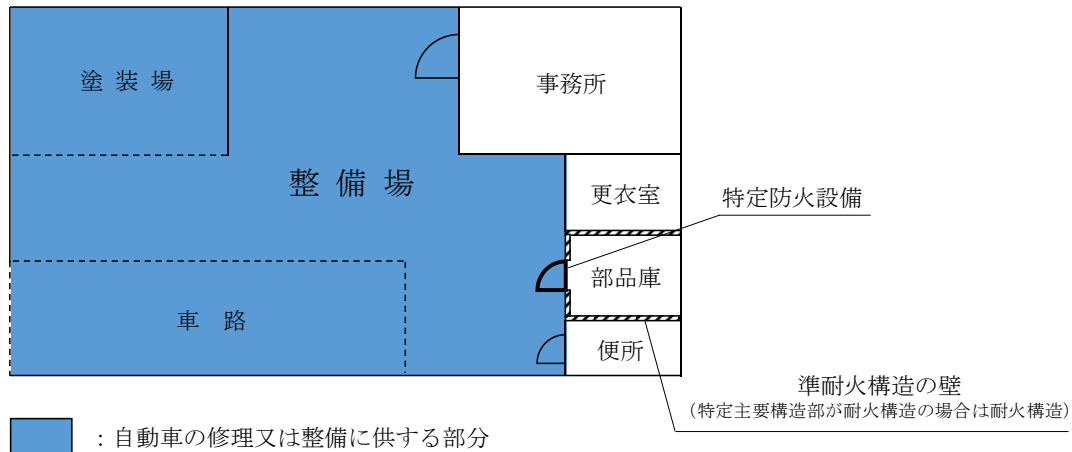 塗装場
事務所
整備場
更衣室
特定防火設備
部品庫
車路
便所
準耐火構造の壁
（特定主要構造部が耐火構造の場合は耐火構造）
：自動車の修理又は整備に供する部分